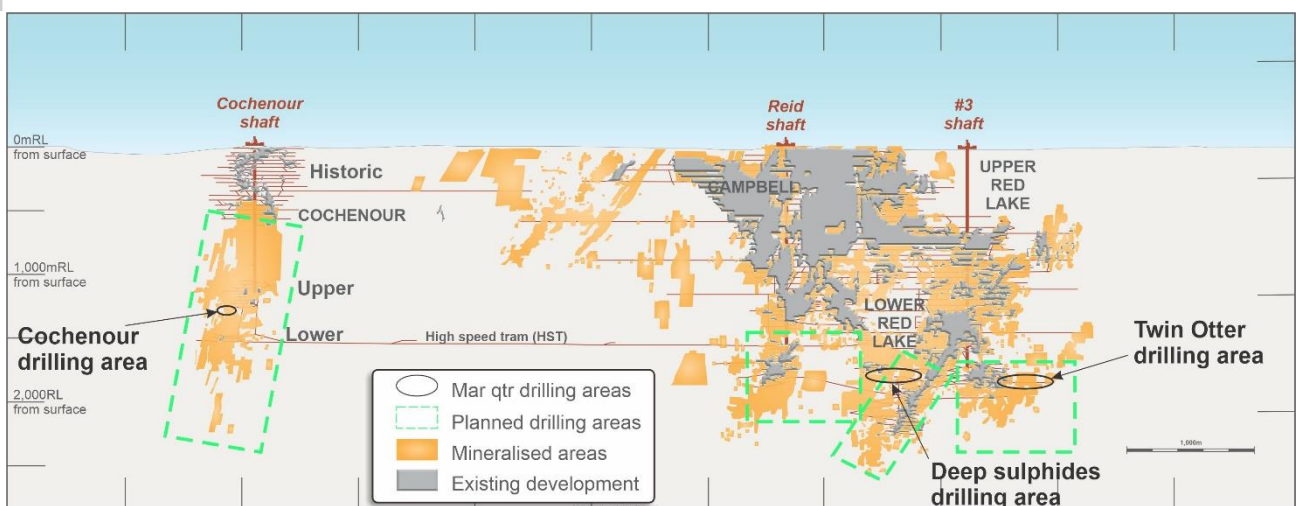 Cochenour
shaft
Reid
shaft
#3
shaft
0mRL
from surface
Historic
CAMPBELL
UPPER
RED
LAKE
COCHENOUR
1,000mRL
from surface
Upper
LOWER
RED
LAKE
Cochenour
drilling area
Lower
High speed tram (HST)
Twin Otter
drilling area
2,000RL
from surface
Mar qtr drilling areas
Planned drilling areas
Mineralised areas
Existing development
1,000m
Deep sulphides
drilling area